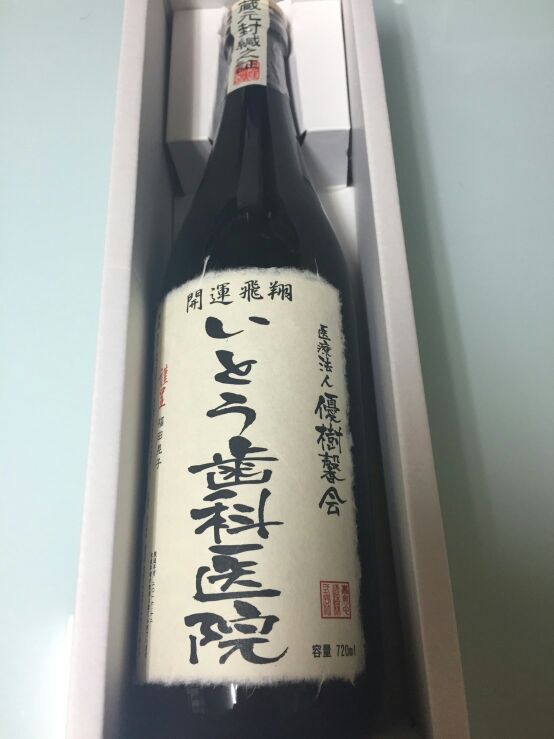 蔵元封緘之証
開運飛翔
医療法人 優樹馨会
いとう歯科医院
容量 720ml